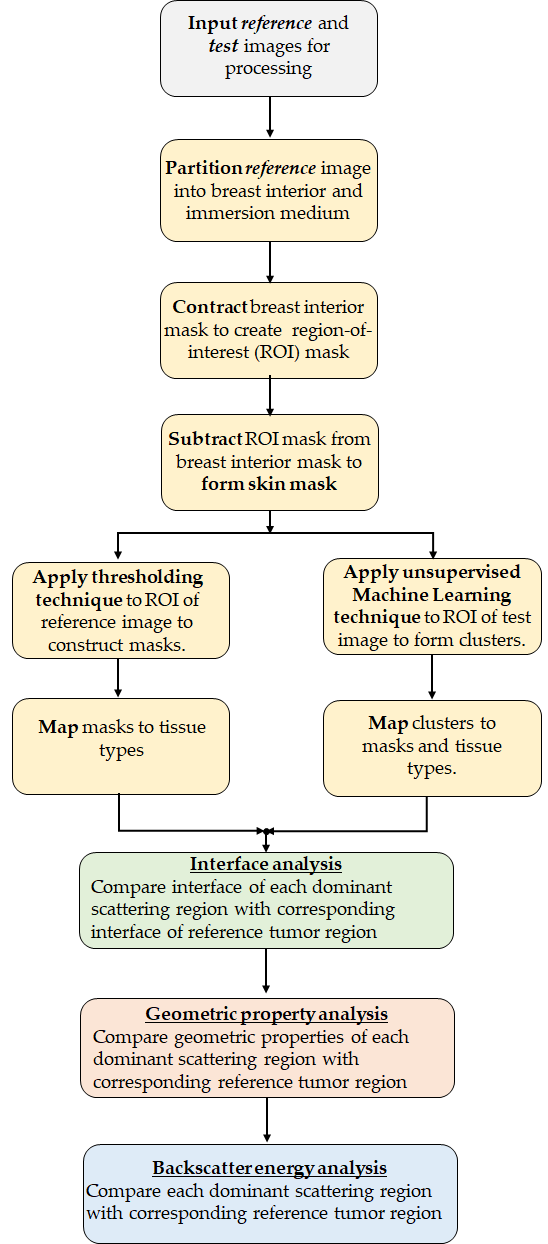 Input reference and
test images for
processing
Partition reference image
into breast interior and
immersion medium
Contract breast interior
mask to create region-of-
interest (ROI) mask
Subtract ROI mask from
breast interior mask to
form skin mask
Apply thresholding
technique to ROI of
reference image to
construct masks.
Apply unsupervised
Machine Learning
technique to ROI of test
image to form clusters.
Map masks to tissue
types
Map clusters to
masks and tissue
types.
Interface analysis
Compare interface of each dominant
scattering region with corresponding
interface of reference tumor region
Geometric property analysis
Compare geometric properties of each
dominant scattering region with
corresponding reference tumor region
Backscatter energy analysis
Compare each dominant scattering region
with corresponding reference tumor region